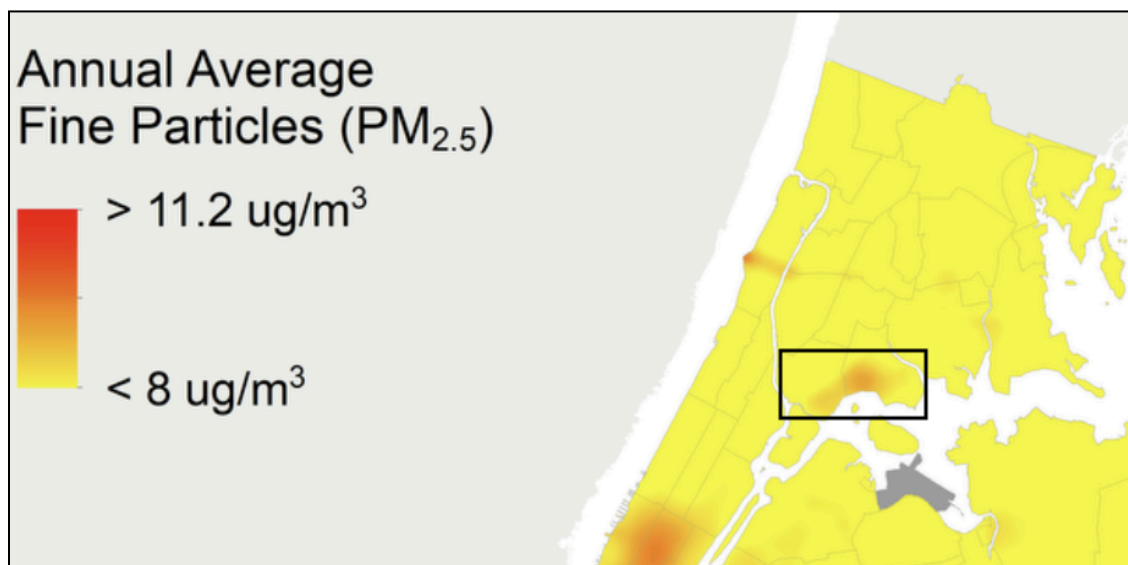 Annual Average
Fine Particles (PM₂.₅)
> 11.2 ug/m³
< 8 ug/m³